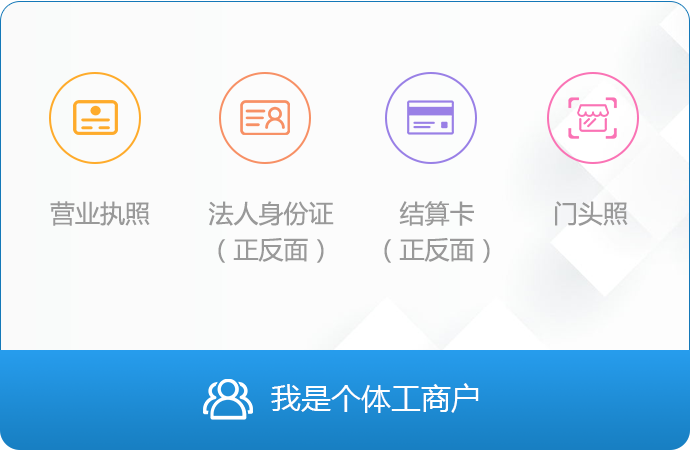 营业执照
法人身份证
（正反面）
结算卡
（正反面）
门头照
我是个体工商户